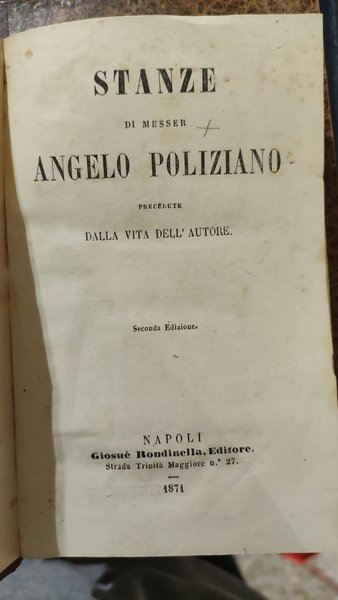 STANZE
DI MESSER
ANGELO POLIZIANO
PRECEDUTE
DALLA VITA DELL'AUTORE.
Seconda Edizione.
NAPOLI
Giosuè Rondinella, Editore.
Strada Trinità Maggiore n.° 27.
1871